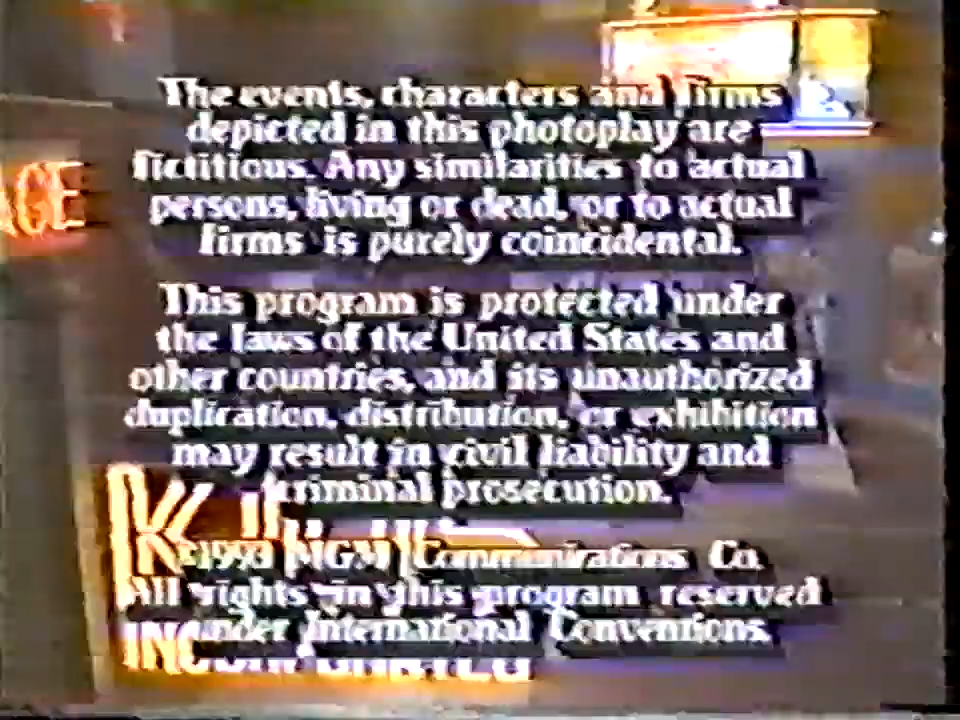 The events, characters and firms
depicted in this photoplay are
fictitious. Any similarities to actual
persons, living or dead, or to actual
firms is purely coincidental.
This program is protected under
the laws of the United States and
other countries, and its unauthorized
duplication, distribution, or exhibition
may result in civil liability and
criminal prosecution.
©1993 MGM Communications Co.
All rights in this program reserved
under International Conventions.
AGE